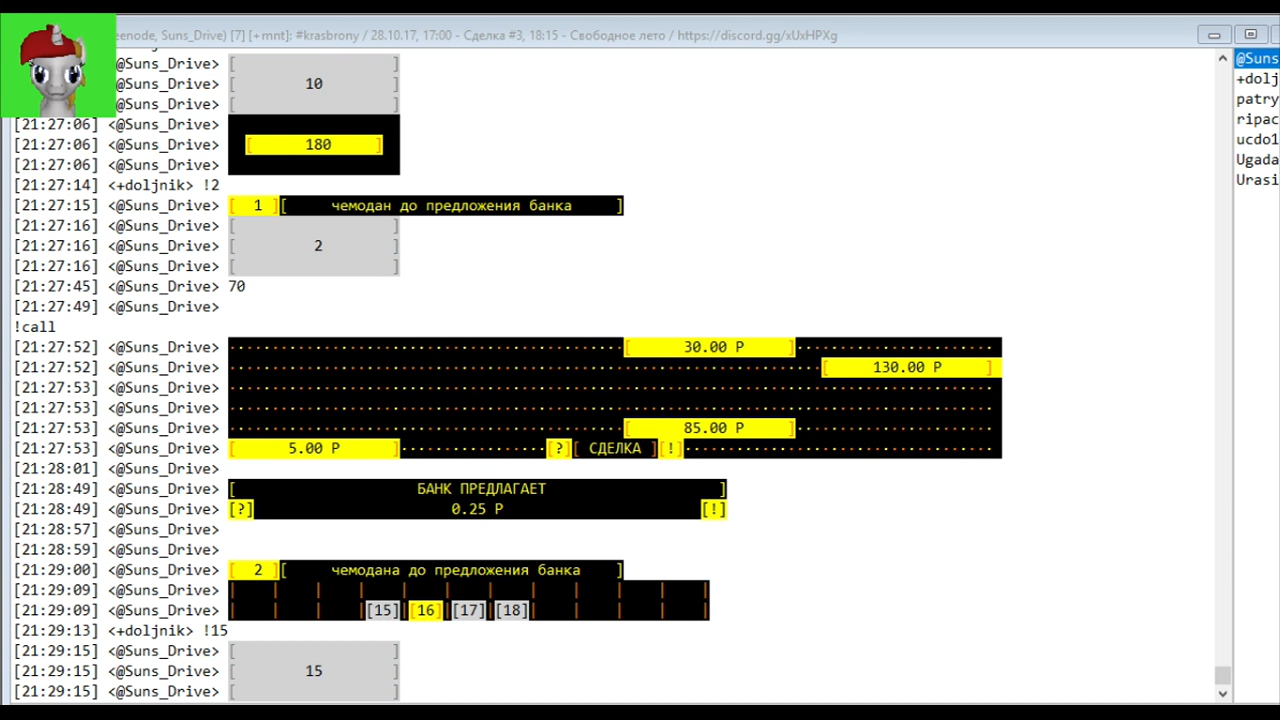 eenode, Suns_Drive) [7] [+mnt]: #krasbrony / 28.10.17, 17:00 - Сделка #3, 18:15 - Свободное лето / https://discord.gg/xUxHPXg
@Suns_Drive> [ ]
@Suns_Drive> [ 10 ]
@Suns_Drive> [ ]
[21:27:06] <@Suns_Drive>
[21:27:06] <@Suns_Drive> [ 180 ]
[21:27:06] <@Suns_Drive>
[21:27:14] <+doljnik> !2
[21:27:15] <@Suns_Drive> [ 1 ][ чемодан до предложения банка ]
[21:27:16] <@Suns_Drive> [ ]
[21:27:16] <@Suns_Drive> [ 2 ]
[21:27:16] <@Suns_Drive> [ ]
[21:27:45] <@Suns_Drive> 70
[21:27:49] <@Suns_Drive>
!call
[21:27:52] <@Suns_Drive> [ 30.00 Р ]
[21:27:52] <@Suns_Drive> [ 130.00 Р ]
[21:27:53] <@Suns_Drive>
[21:27:53] <@Suns_Drive>
[21:27:53] <@Suns_Drive> [ 85.00 Р ]
[21:27:53] <@Suns_Drive> [ 5.00 Р ] [?][ СДЕЛКА ][!]
[21:28:01] <@Suns_Drive>
[21:28:49] <@Suns_Drive> [ БАНК ПРЕДЛАГАЕТ ]
[21:28:49] <@Suns_Drive> [?] 0.25 Р [!]
[21:28:57] <@Suns_Drive>
[21:28:59] <@Suns_Drive>
[21:29:00] <@Suns_Drive> [ 2 ][ чемодана до предложения банка ]
[21:29:09] <@Suns_Drive> | | | | | | | | | | | |
[21:29:09] <@Suns_Drive> | | | |[15]|[16]|[17]|[18]| | | | |
[21:29:13] <+doljnik> !15
[21:29:15] <@Suns_Drive> [ ]
[21:29:15] <@Suns_Drive> [ 15 ]
[21:29:15] <@Suns_Drive> [ ]
@Suns
+dolj
patry
ripac
ucdo1
Ugada
Urasi